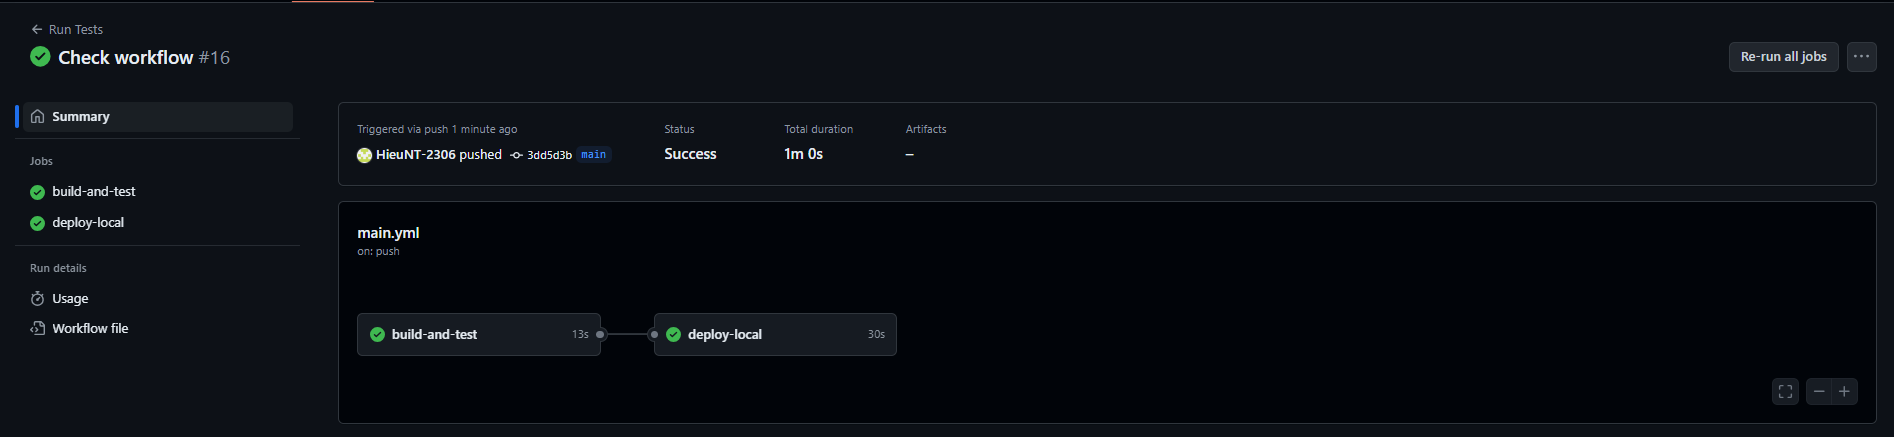 Run Tests
Check workflow #16
Re-run all jobs
Summary
Jobs
build-and-test
deploy-local
Run details
Usage
Workflow file
Triggered via push 1 minute ago
HieuNT-2306 pushed 3dd5d3b main
Status
Success
Total duration
1m 0s
Artifacts
–
main.yml
on: push
build-and-test 13s
deploy-local 30s